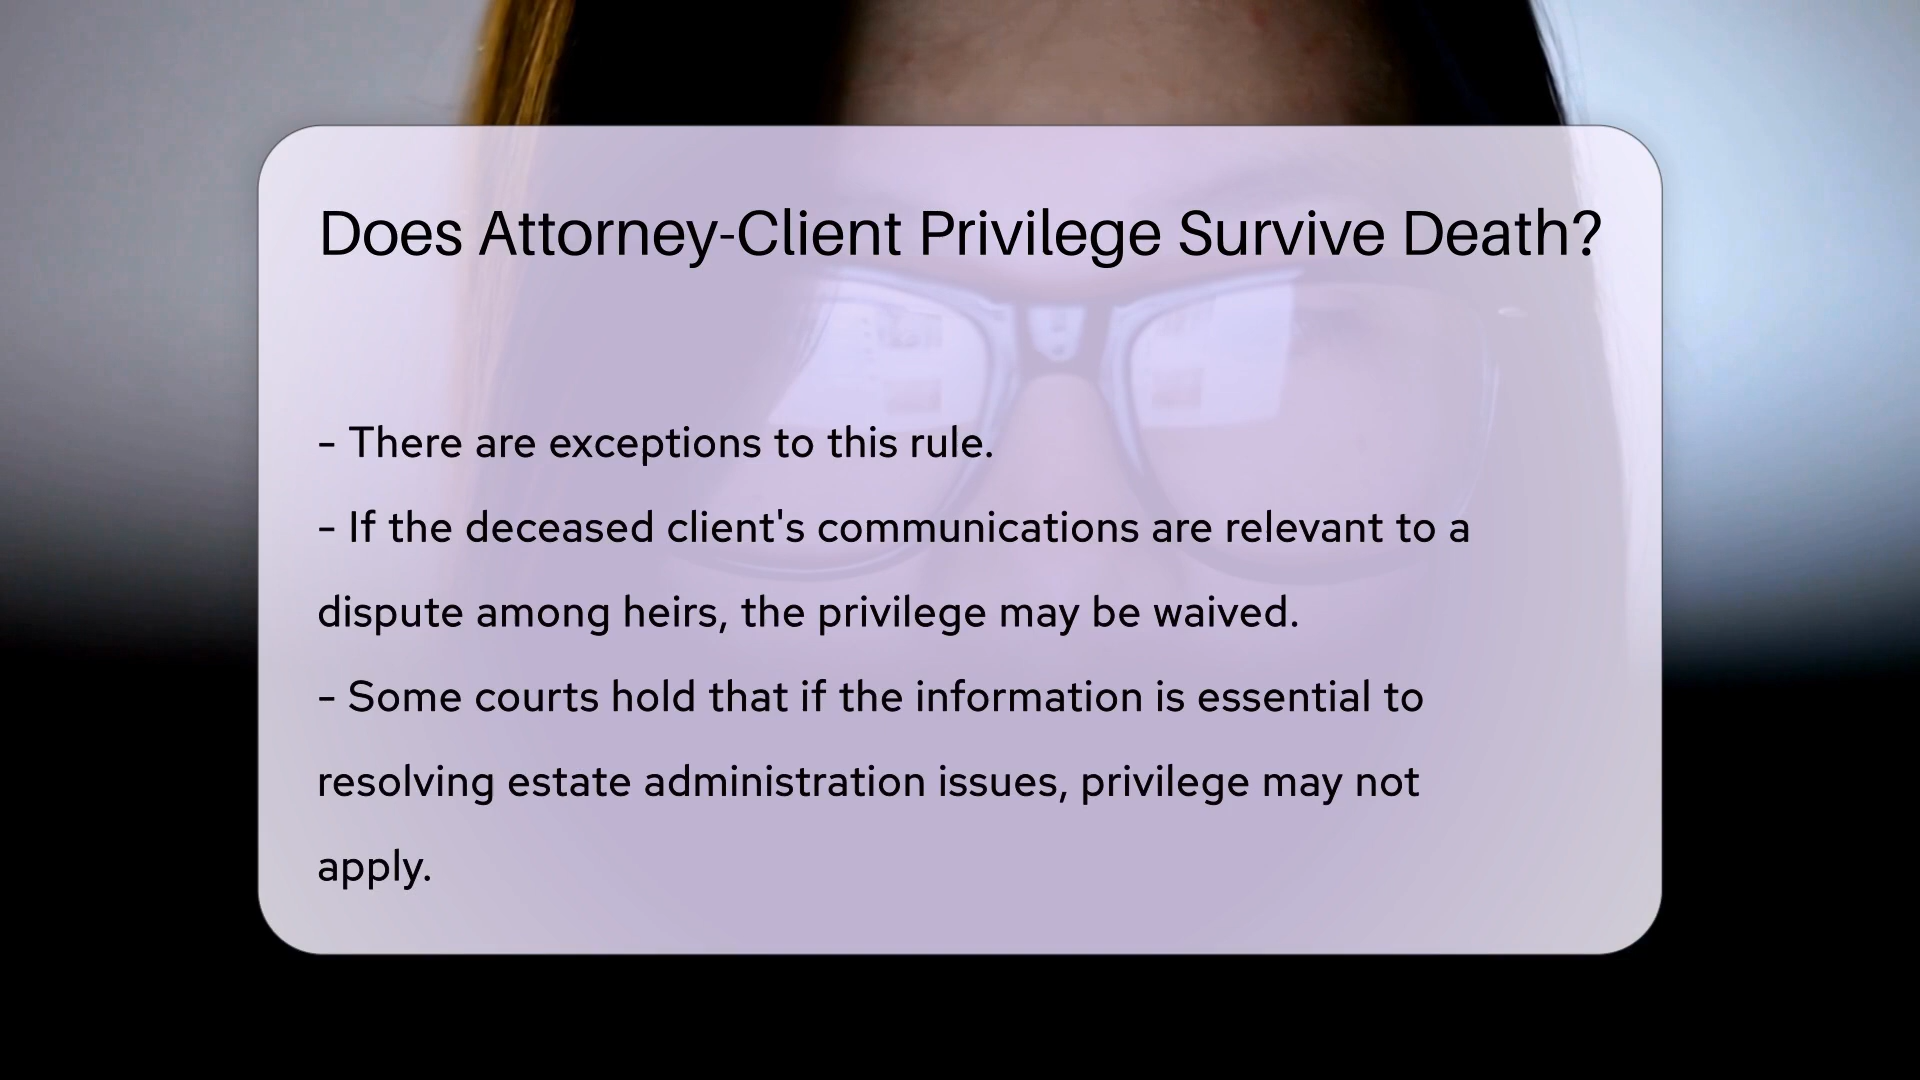 Does Attorney-Client Privilege Survive Death?
- There are exceptions to this rule.
- If the deceased client's communications are relevant to a
dispute among heirs, the privilege may be waived.
- Some courts hold that if the information is essential to
resolving estate administration issues, privilege may not
apply.